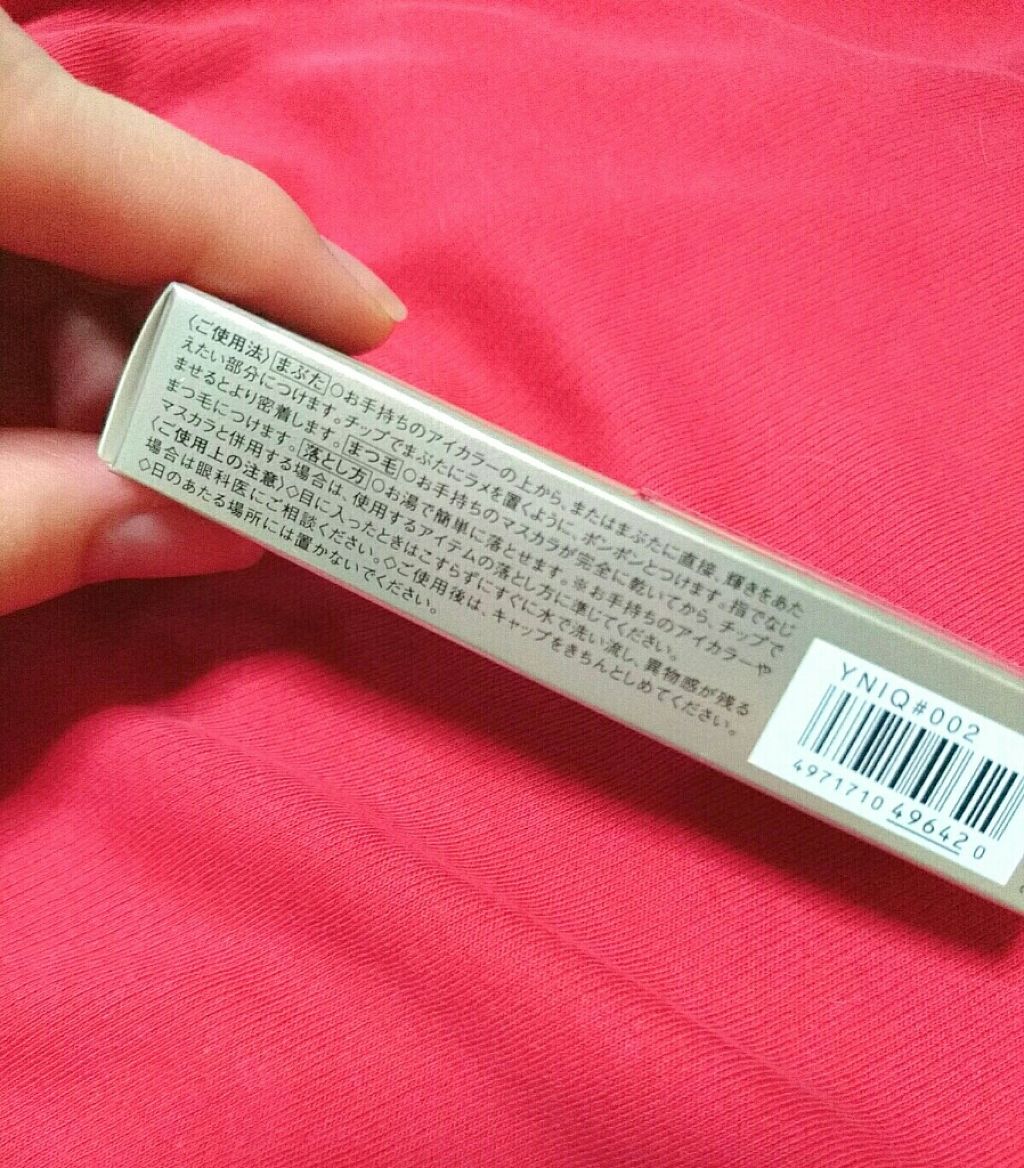 〈ご使用法〉まぶた○お手持ちのアイカラーの上から、またはまぶたに直接、輝きをあた
えたい部分につけます。チップでまぶたにラメを置くように、ポンポンとつけます。指でなじ
ませるとより密着します。まつ毛○お手持ちのマスカラが完全に乾いてから、チップで
まつ毛につけます。落とし方○お湯で簡単に落とせます。※お手持ちのアイカラーや
マスカラと併用する場合は、使用するアイテムの落とし方に準じてください。
〈ご使用上の注意〉◇目に入ったときはこすらずにすぐに水で洗い流し、異物感が残る
場合は眼科医にご相談ください。◇ご使用後は、キャップをきちんとしめてください。
◇日のあたる場所には置かないでください。
YNIQ#002
4971710 496420